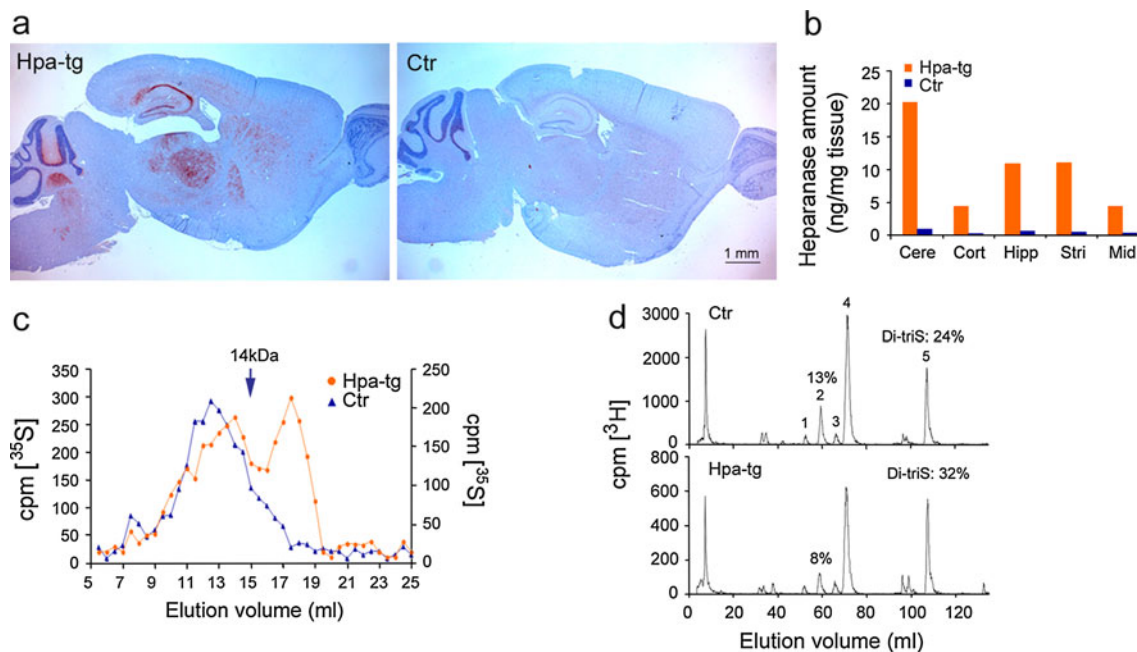 a
Hpa-tg
Ctr
1 mm
b
Hpa-tg
Ctr
Heparanase amount
(ng/mg tissue)
25
20
15
10
5
0
Cere Cort Hipp Stri Mid
c
14kDa
Hpa-tg
Ctr
cpm [³⁵S]
350
300
250
200
150
100
50
0
250
200
150
100
50
0
cpm [³⁵S]
5 7 9 11 13 15 17 19 21 23 25
Elution volume (ml)
d
cpm [³H]
3000
2000
1000
0
Ctr
1
13%
2
3
4
Di-triS: 24%
5
800
600
400
200
0
Hpa-tg
8%
Di-triS: 32%
0 20 40 60 80 100 120
Elution volume (ml)